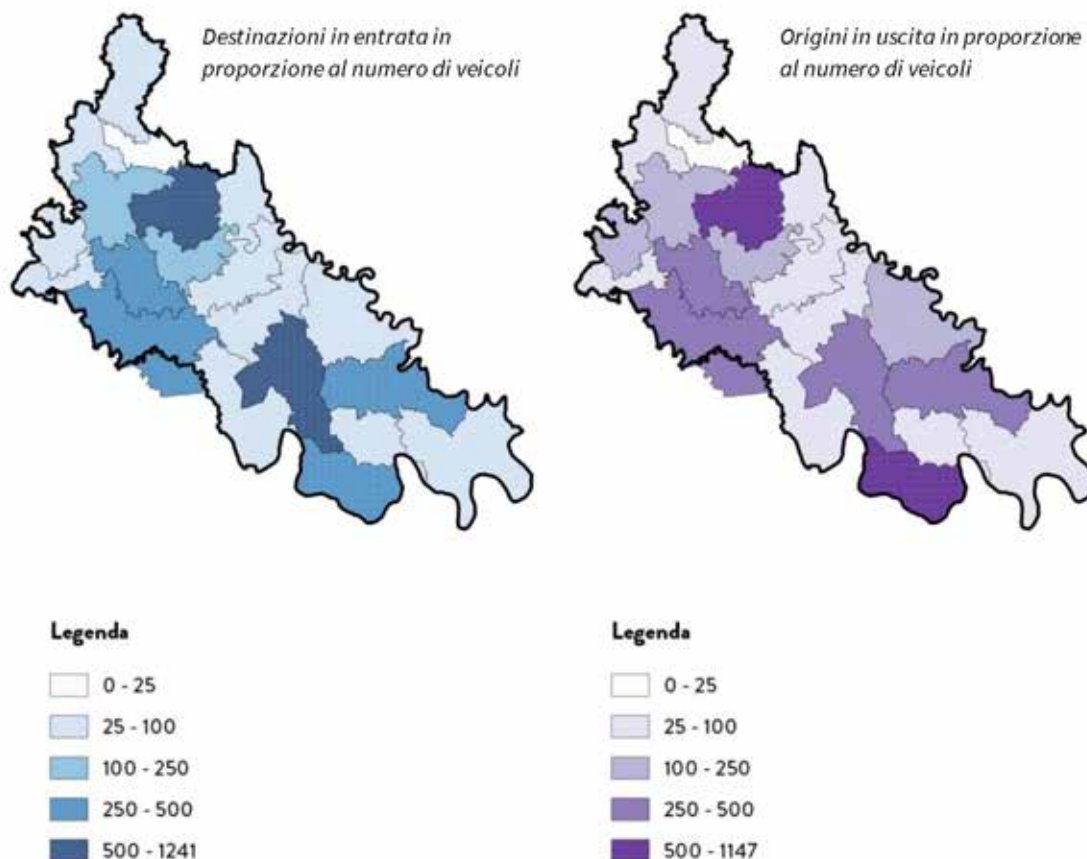 Destinazioni in entrata in
proporzione al numero di veicoli
Origini in uscita in proporzione
al numero di veicoli
Legenda
0 - 25
25 - 100
100 - 250
250 - 500
500 - 1241
Legenda
0 - 25
25 - 100
100 - 250
250 - 500
500 - 1147